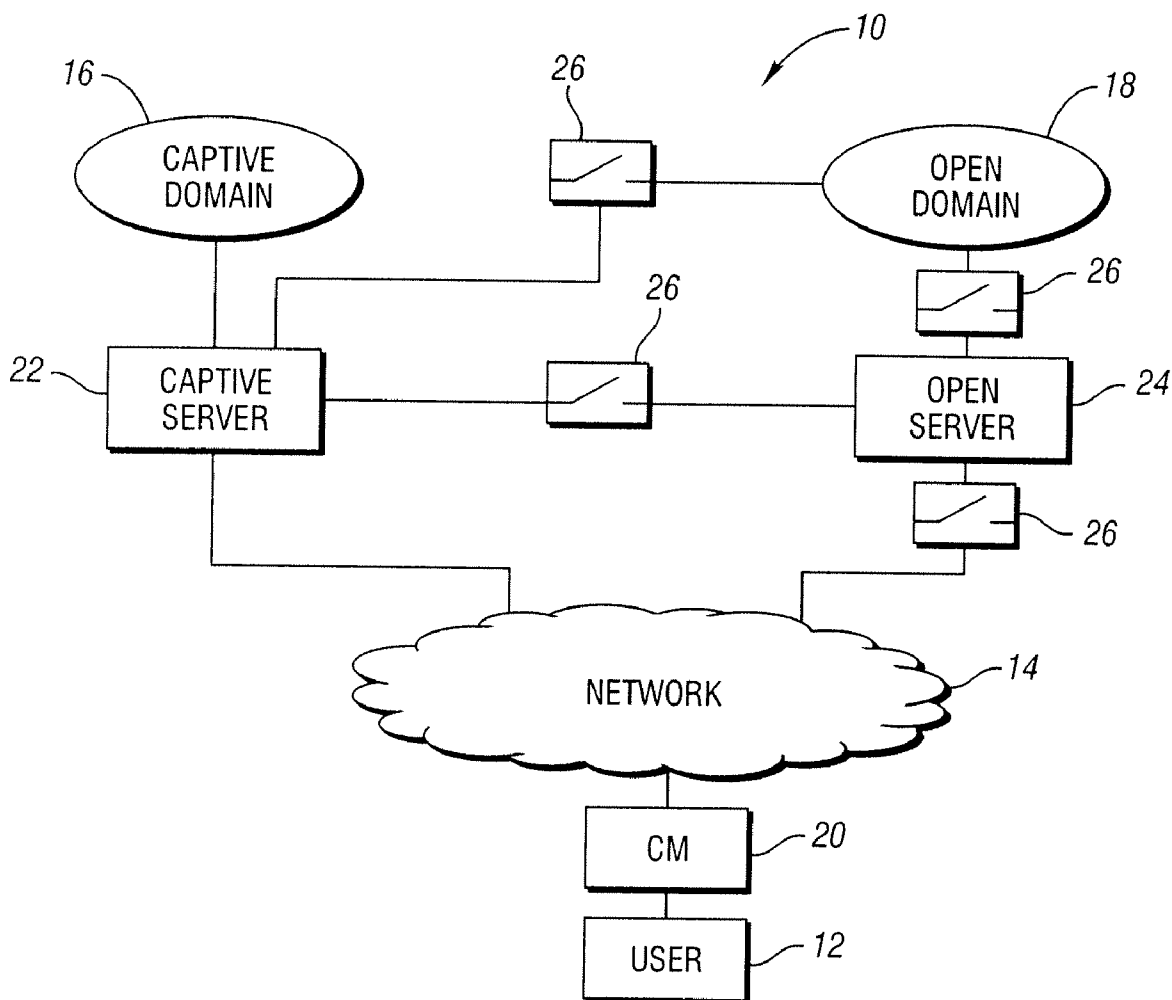 10
16
26
18
CAPTIVE
DOMAIN
OPEN
DOMAIN
26
26
22
CAPTIVE
SERVER
OPEN
SERVER
24
26
NETWORK
14
CM
20
USER
12